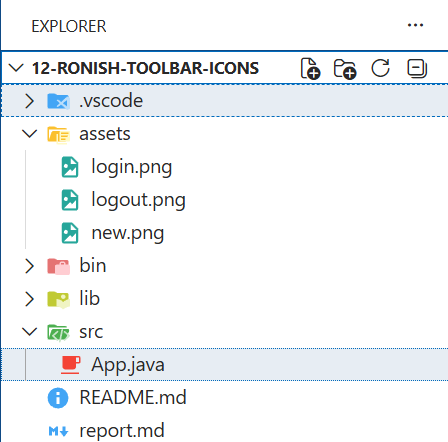 EXPLORER
12-RONISH-TOOLBAR-ICONS
.vscode
assets
login.png
logout.png
new.png
bin
lib
src
App.java
README.md
report.md